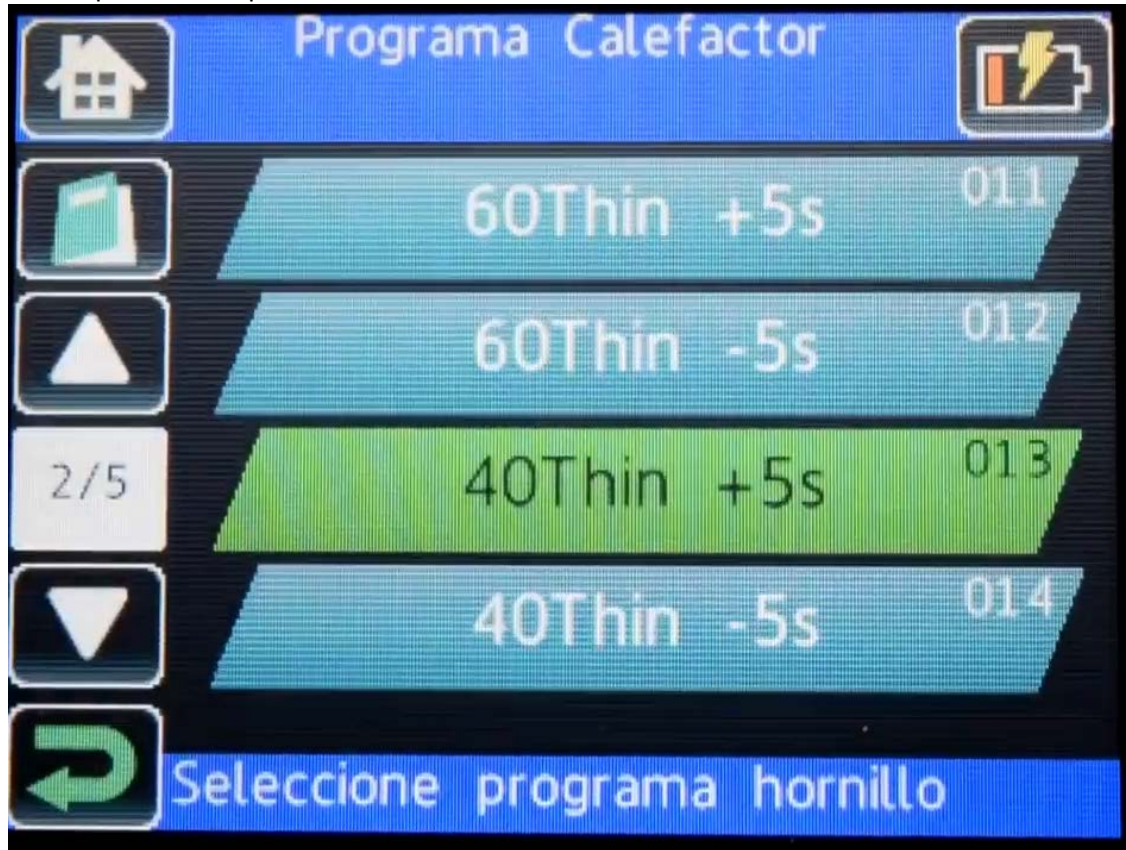 Programa Calefactor
60Thin +5s 011
60Thin -5s 012
2/5
40Thin +5s 013
40Thin -5s 014
Seleccione programa hornillo